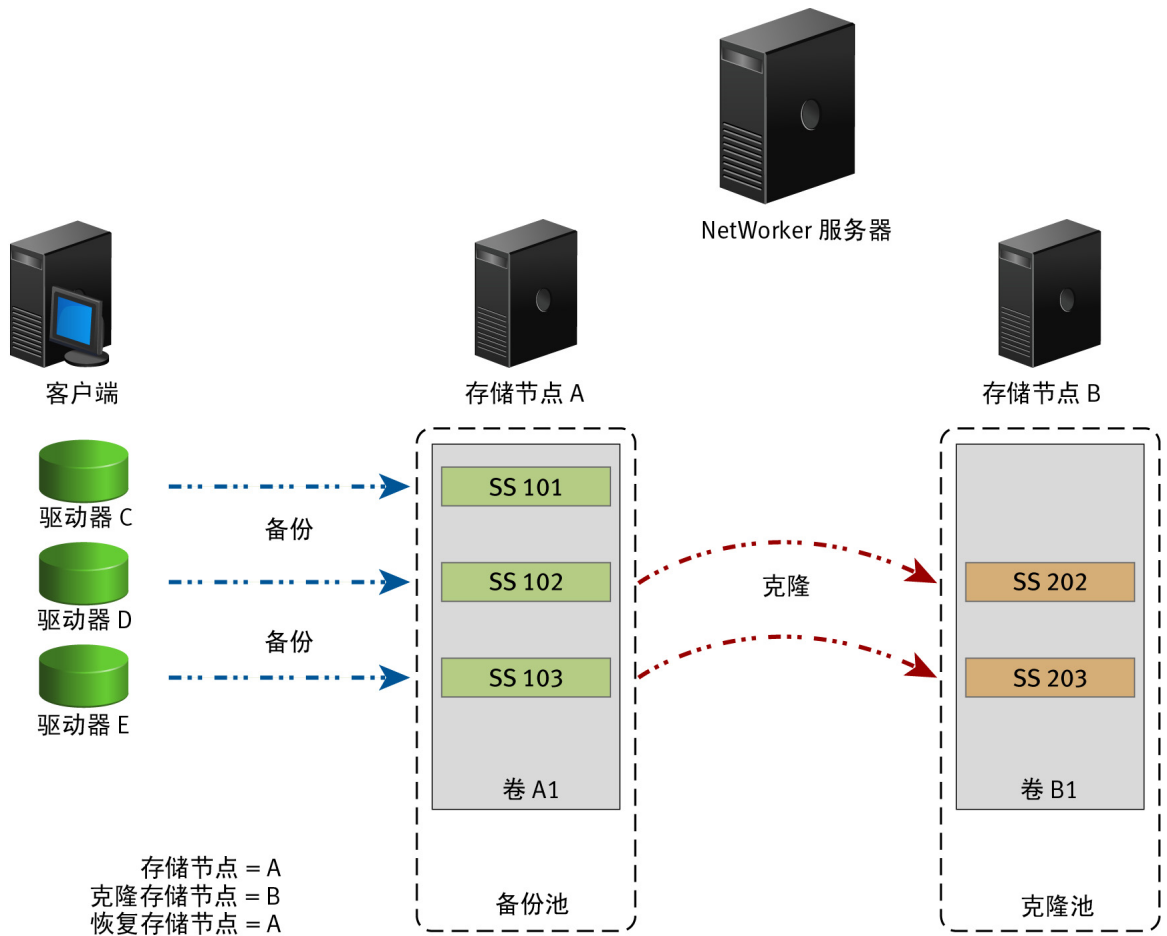 NetWorker 服务器
客户端
存储节点 A
存储节点 B
驱动器 C
备份
驱动器 D
备份
驱动器 E
SS 101
SS 102
SS 103
卷 A1
备份池
克隆
SS 202
SS 203
卷 B1
克隆池
存储节点 = A
克隆存储节点 = B
恢复存储节点 = A